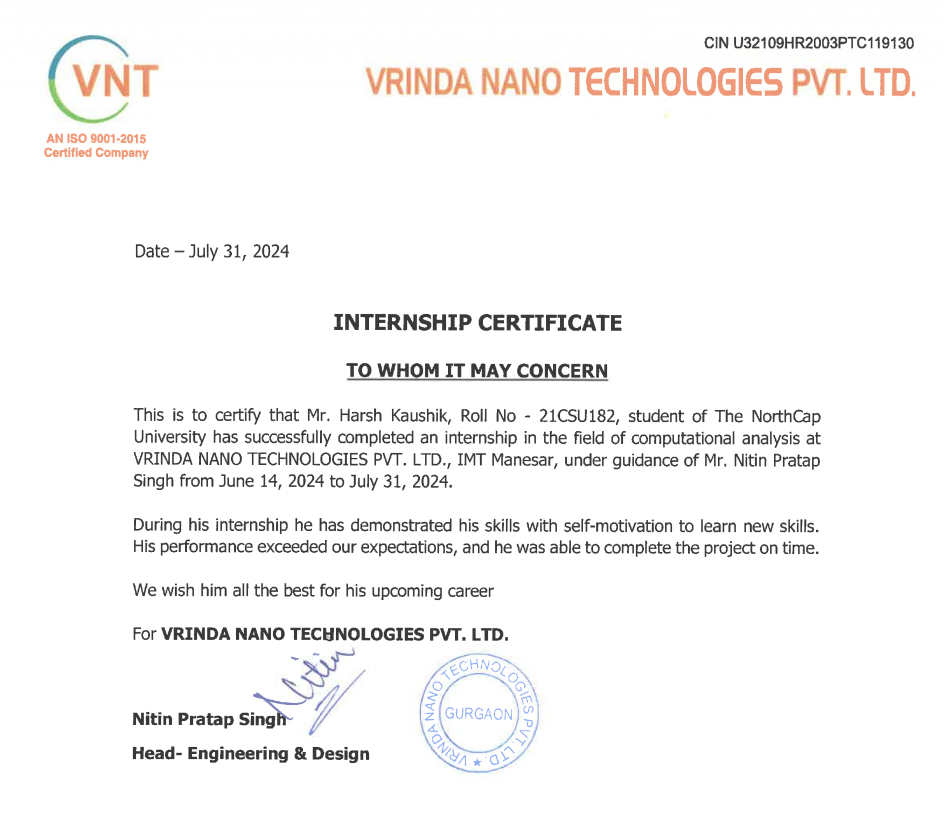 CIN U32109HR2003PTC119130
VNT
VRINDA NANO TECHNOLOGIES PVT. LTD.
AN ISO 9001-2015
Certified Company
Date – July 31, 2024
INTERNSHIP CERTIFICATE
TO WHOM IT MAY CONCERN
This is to certify that Mr. Harsh Kaushik, Roll No - 21CSU182, student of The NorthCap
University has successfully completed an internship in the field of computational analysis at
VRINDA NANO TECHNOLOGIES PVT. LTD., IMT Manesar, under guidance of Mr. Nitin Pratap
Singh from June 14, 2024 to July 31, 2024.
During his internship he has demonstrated his skills with self-motivation to learn new skills.
His performance exceeded our expectations, and he was able to complete the project on time.
We wish him all the best for his upcoming career
For VRINDA NANO TECHNOLOGIES PVT. LTD.
Nitin
VRINDA NANO TECHNOLOGIES PVT. LTD. ★
GURGAON
Nitin Pratap Singh
Head- Engineering & Design